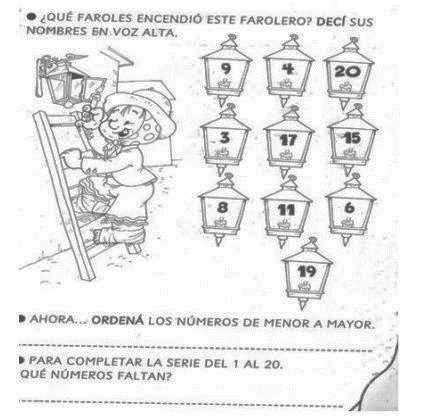 ● ¿QUÉ FAROLES ENCENDIÓ ESTE FAROLERO? DECÍ SUS
NOMBRES EN VOZ ALTA.
9 4 20
3 17 15
8 11 6
19
● AHORA... ORDENÁ LOS NÚMEROS DE MENOR A MAYOR.
● PARA COMPLETAR LA SERIE DEL 1 AL 20.
QUÉ NÚMEROS FALTAN?